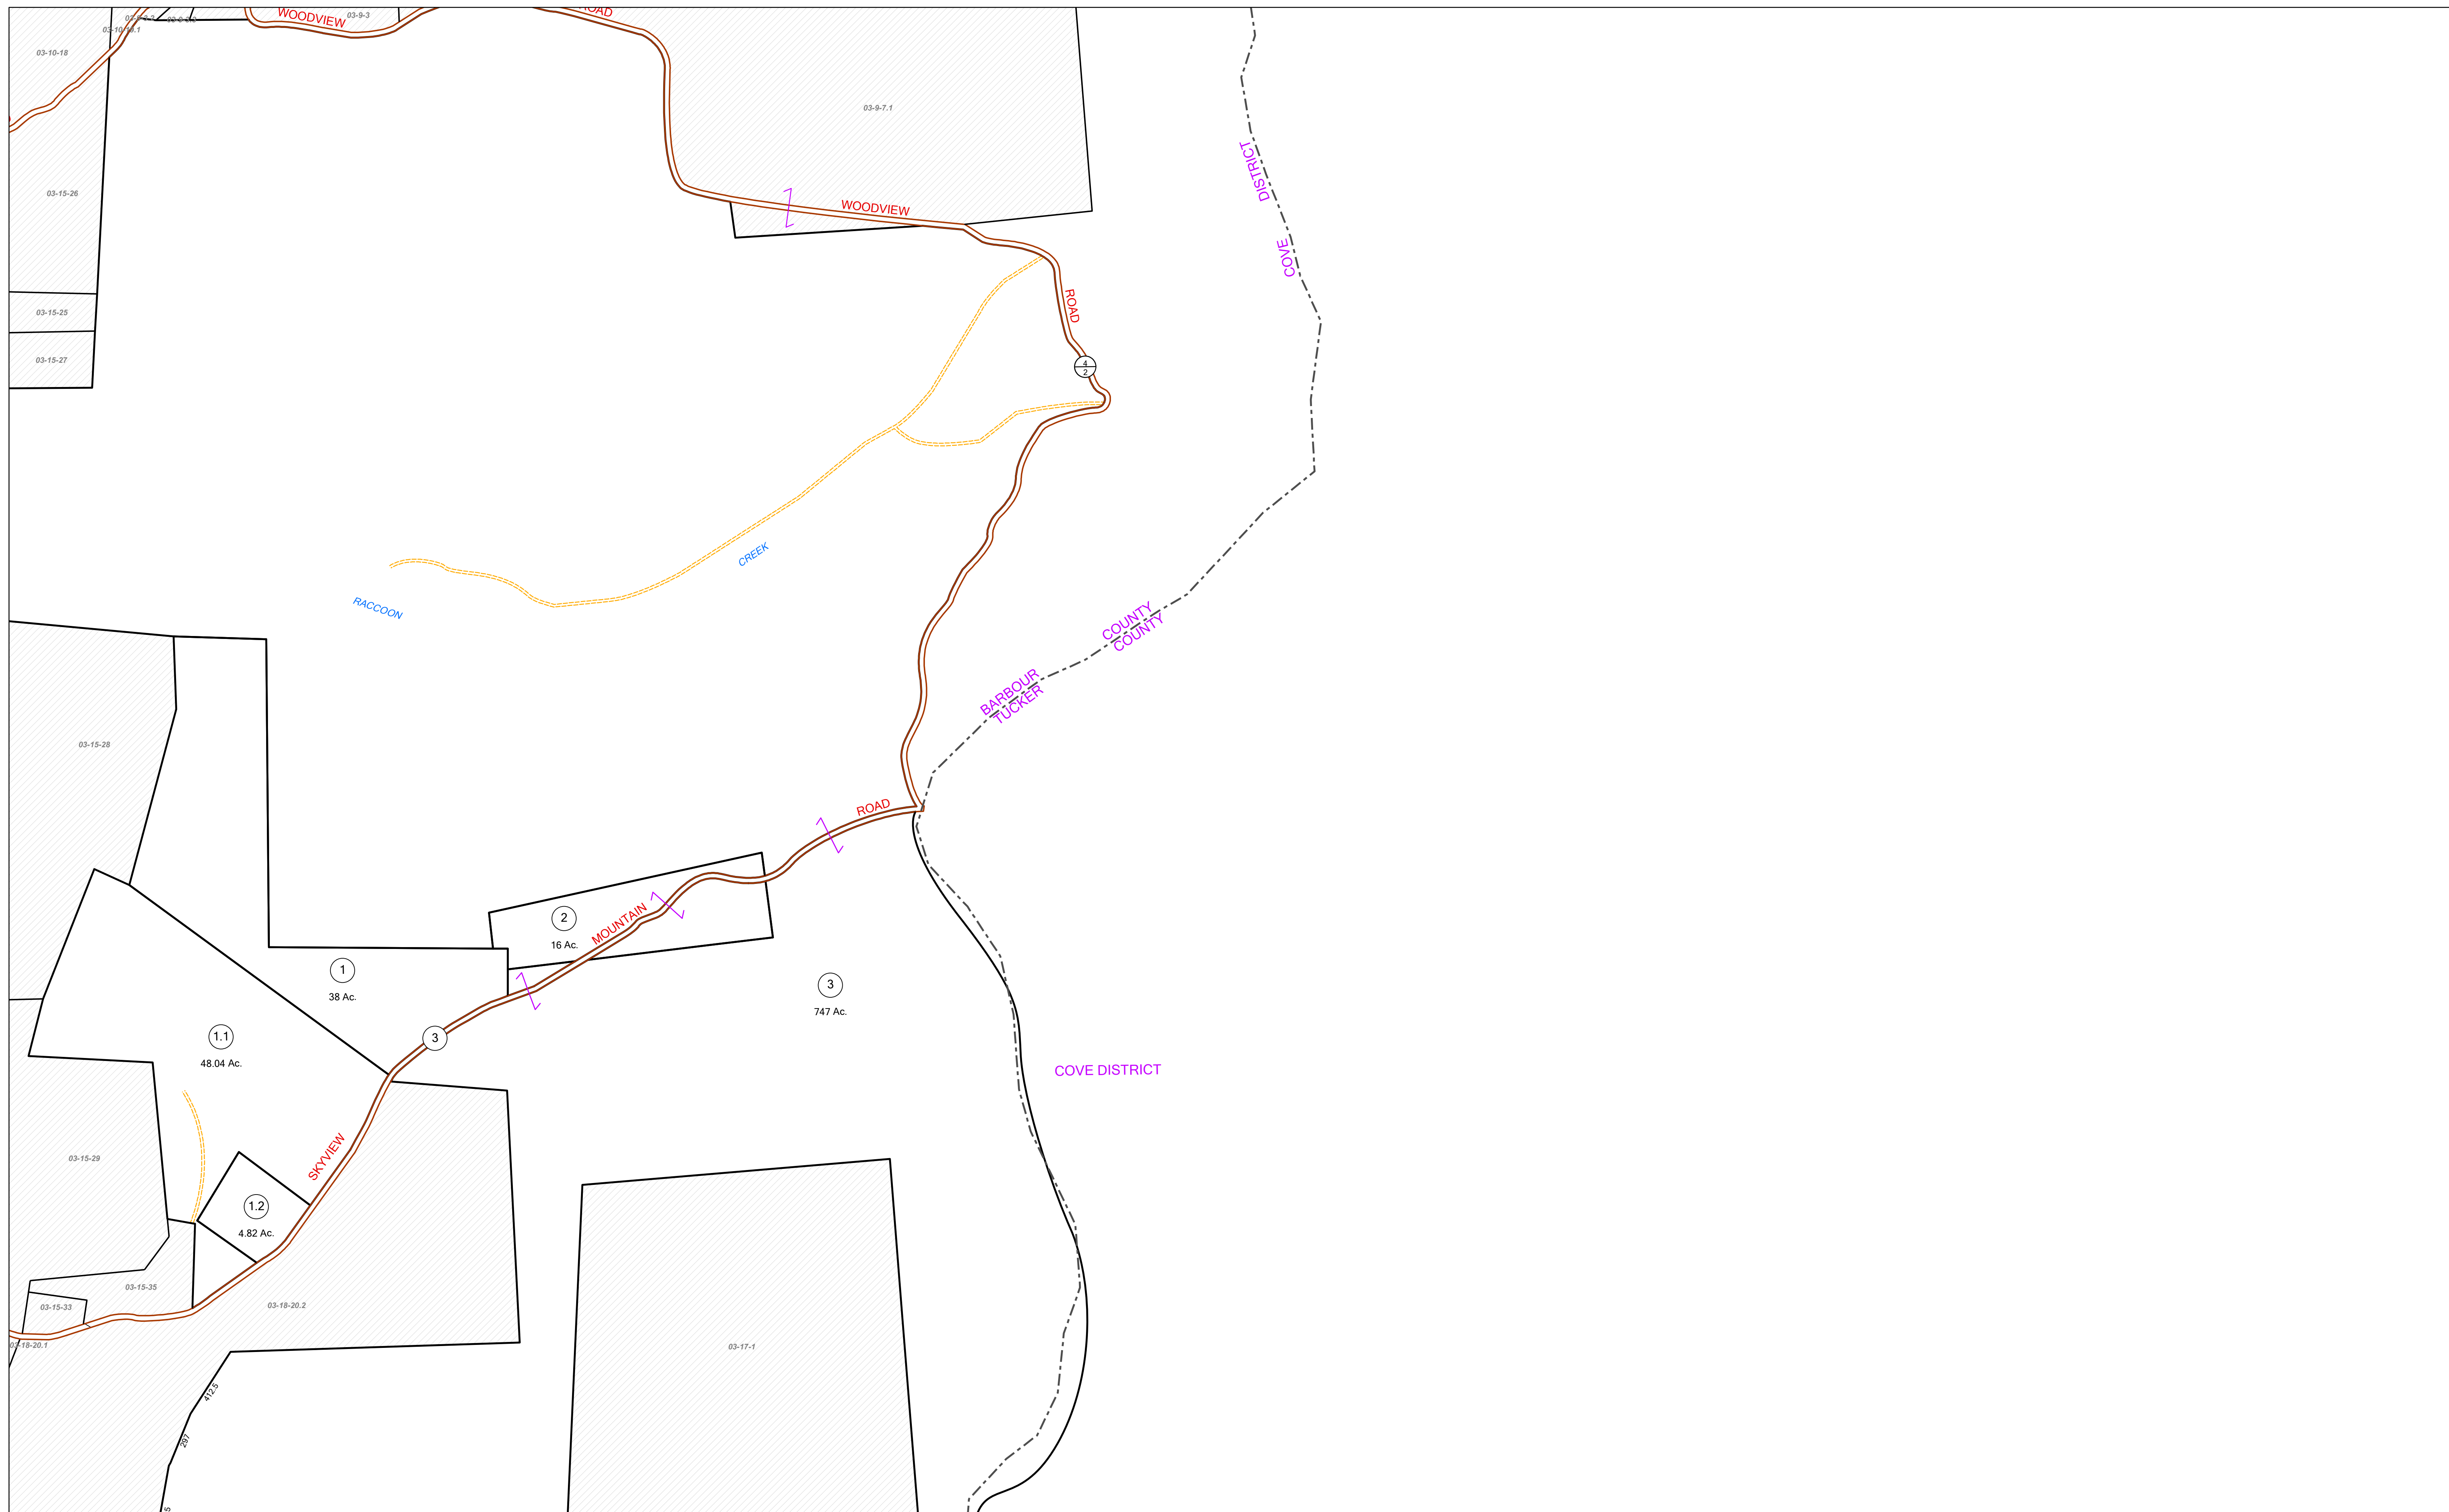 WOODVIEW
ROAD
03-9-3
03-10-18
03-9-7.1
DISTRICT
03-15-26
WOODVIEW
COVE
ROAD
03-15-25
03-15-27
4
2
CREEK
RACCOON
COUNTY
COUNTY
BARBOUR
TUCKER
03-15-28
ROAD
2
16 Ac.
MOUNTAIN
1
38 Ac.
3
747 Ac.
1.1
48.04 Ac.
3
COVE DISTRICT
SKYVIEW
03-15-29
1.2
4.82 Ac.
03-15-35
03-15-33
03-18-20.2
03-18-20.1
03-17-1
412.5
297